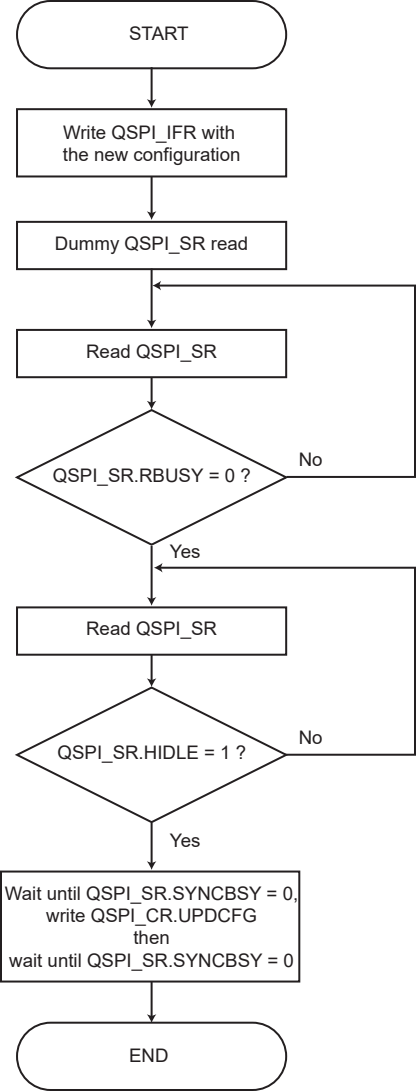 START
Write QSPI_IFR with
the new configuration
Dummy QSPI_SR read
Read QSPI_SR
QSPI_SR.RBUSY = 0 ?
No
Yes
Read QSPI_SR
QSPI_SR.HIDLE = 1 ?
No
Yes
Wait until QSPI_SR.SYNCBSY = 0,
write QSPI_CR.UPDCFG
then
wait until QSPI_SR.SYNCBSY = 0
END